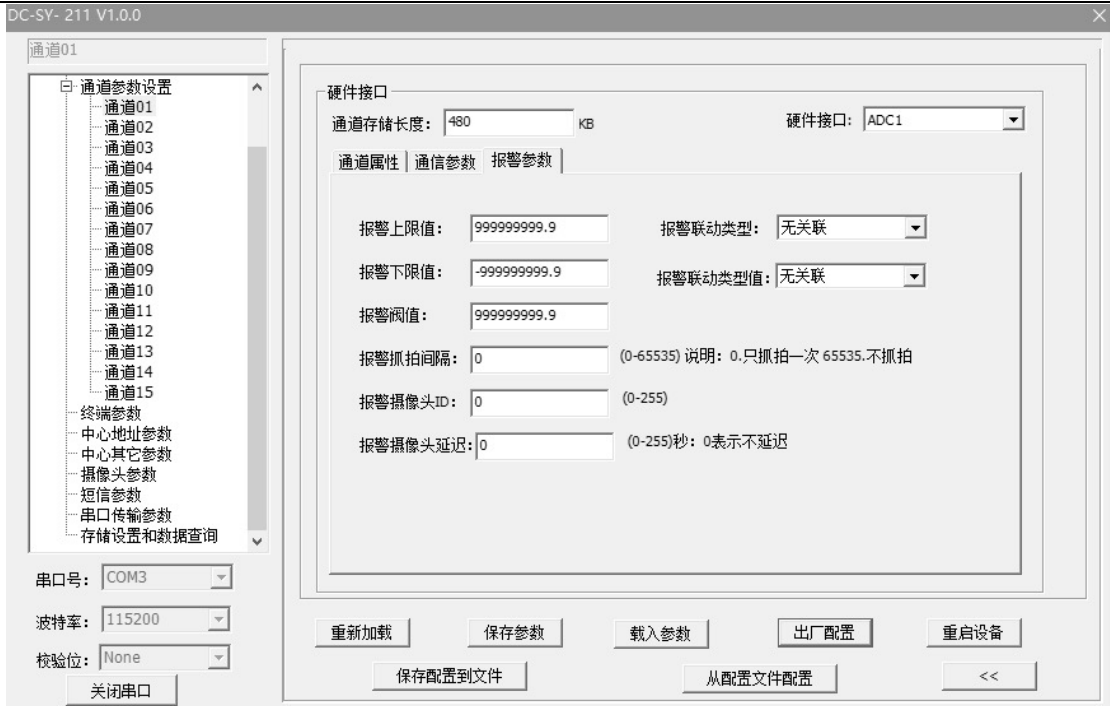 DC-SY- 211 V1.0.0
通道01
通道参数设置
通道01
通道02
通道03
通道04
通道05
通道06
通道07
通道08
通道09
通道10
通道11
通道12
通道13
通道14
通道15
终端参数
中心地址参数
中心其它参数
摄像头参数
短信参数
串口传输参数
存储设置和数据查询
串口号: COM3
波特率: 115200
校验位: None
关闭串口
硬件接口
通道存储长度: 480 KB 硬件接口: ADC1
通道属性 通信参数 报警参数
报警上限值: 999999999.9 报警联动类型: 无关联
报警下限值: -999999999.9 报警联动类型值: 无关联
报警阀值: 999999999.9
报警抓拍间隔: 0 (0-65535) 说明: 0.只抓拍一次 65535.不抓拍
报警摄像头ID: 0 (0-255)
报警摄像头延迟: 0 (0-255)秒: 0表示不延迟
重新加载 保存参数 载入参数 出厂配置 重启设备
保存配置到文件 从配置文件配置 <<